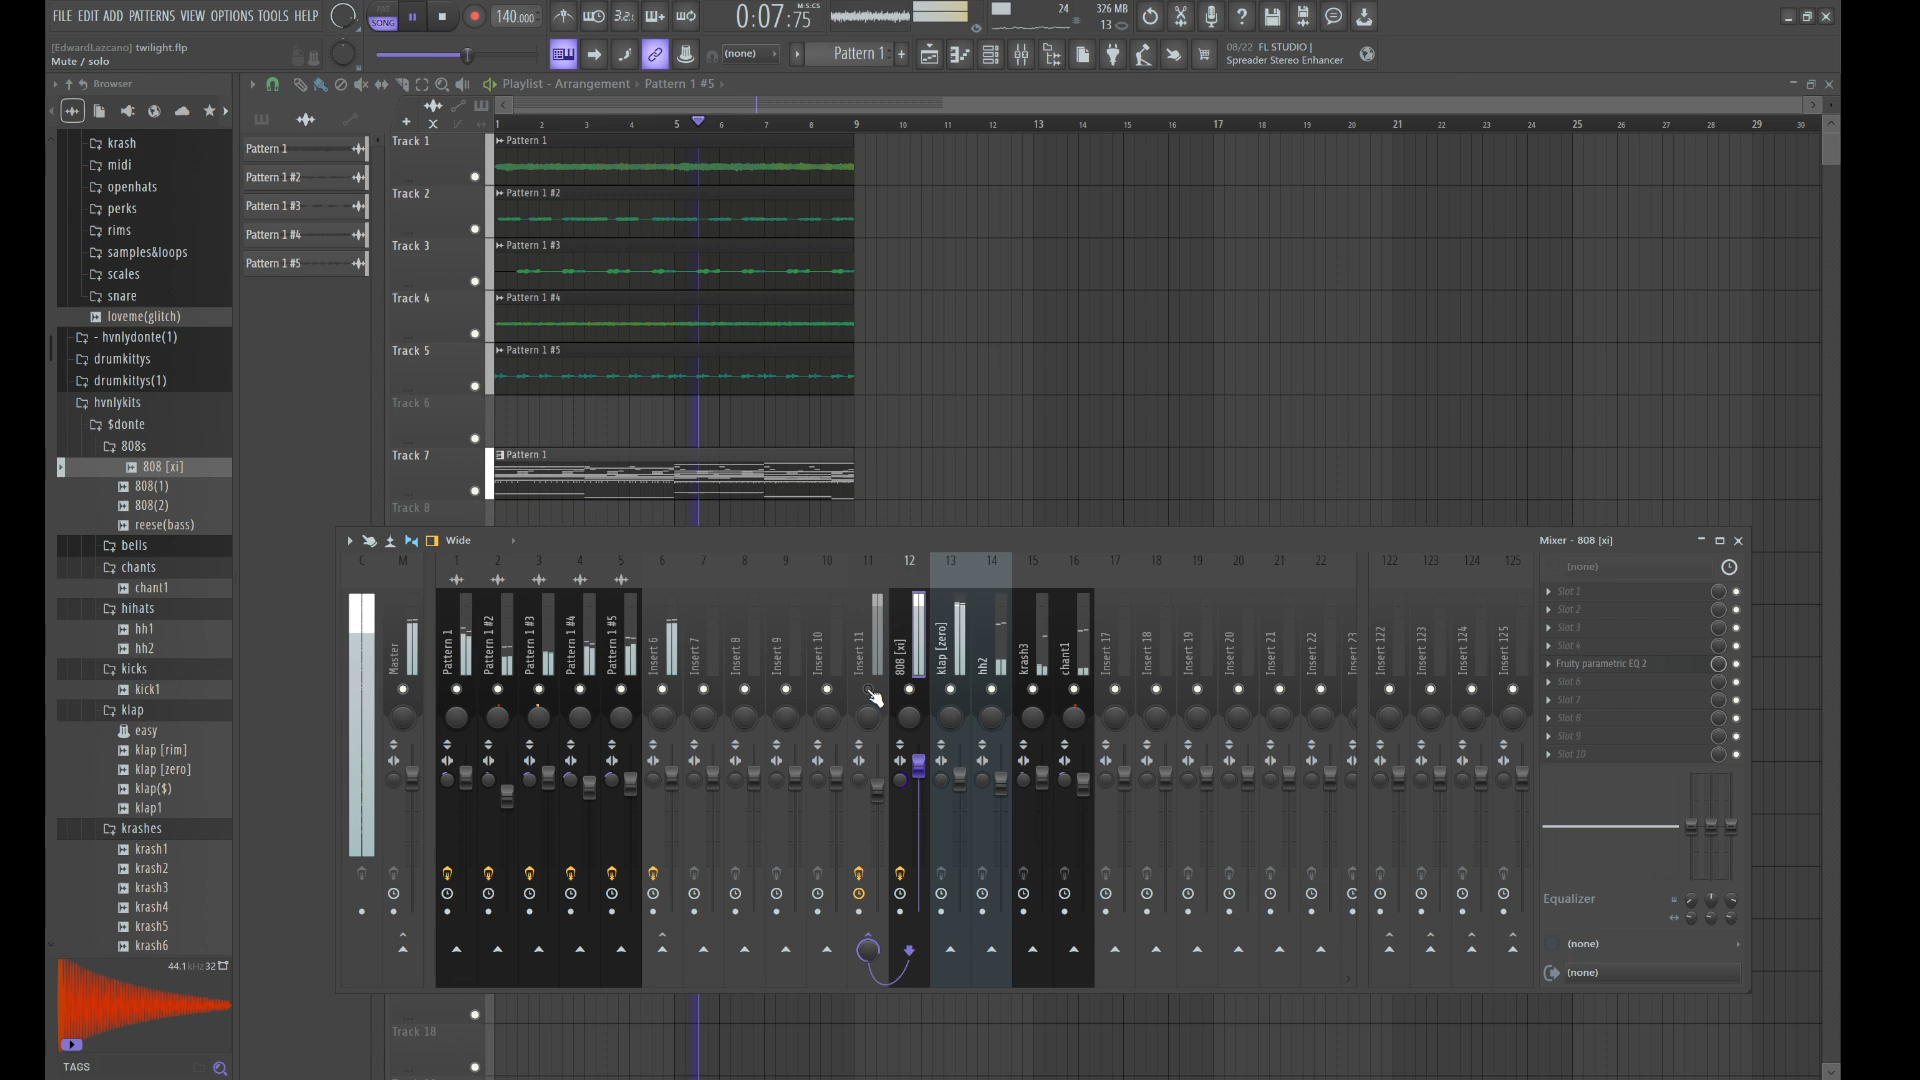 FILE EDIT ADD PATTERNS VIEW OPTIONS TOOLS HELP
PAT
SONG
140.000
3.2.
0:07:75
M:S:CS
24
326 MB
13
[EdwardLazcano] twilight.flp
Mute / solo
(none)
Pattern 1
08/22 FL STUDIO |
Spreader Stereo Enhancer
Browser
Playlist - Arrangement › Pattern 1 #5 ›
krash
midi
openhats
perks
rims
samples&loops
scales
snare
loveme(glitch)
- hvnlydonte(1)
drumkittys
drumkittys(1)
hvnlykits
$donte
808s
808 [xi]
808(1)
808(2)
reese(bass)
bells
chants
chant1
hihats
hh1
hh2
kicks
kick1
klap
easy
klap [rim]
klap [zero]
klap($)
klap1
krashes
krash1
krash2
krash3
krash4
krash5
krash6
44.1kHz 32
TAGS
Pattern 1
Pattern 1 #2
Pattern 1 #3
Pattern 1 #4
Pattern 1 #5
1 2 3 4 5 6 7 8 9 10 11 12 13 14 15 16 17 18 19 20 21 22 23 24 25 26 27 28 29 30
Track 1
Pattern 1
Track 2
Pattern 1 #2
Track 3
Pattern 1 #3
Track 4
Pattern 1 #4
Track 5
Pattern 1 #5
Track 6
Track 7
Pattern 1
Track 8
Wide
Mixer - 808 [xi]
C M 1 2 3 4 5 6 7 8 9 10 11 12 13 14 15 16 17 18 19 20 21 22 122 123 124 125
Master
Pattern 1
Pattern 1 #2
Pattern 1 #3
Pattern 1 #4
Pattern 1 #5
Insert 6
Insert 7
Insert 8
Insert 9
Insert 10
Insert 11
808 [xi]
klap [zero]
hh2
krash3
chant1
Insert 17
Insert 18
Insert 19
Insert 20
Insert 21
Insert 22
Insert 122
Insert 123
Insert 124
Insert 125
(none)
Slot 1
Slot 2
Slot 3
Slot 4
Fruity parametric EQ 2
Slot 6
Slot 7
Slot 8
Slot 9
Slot 10
Equalizer
(none)
(none)
Track 18